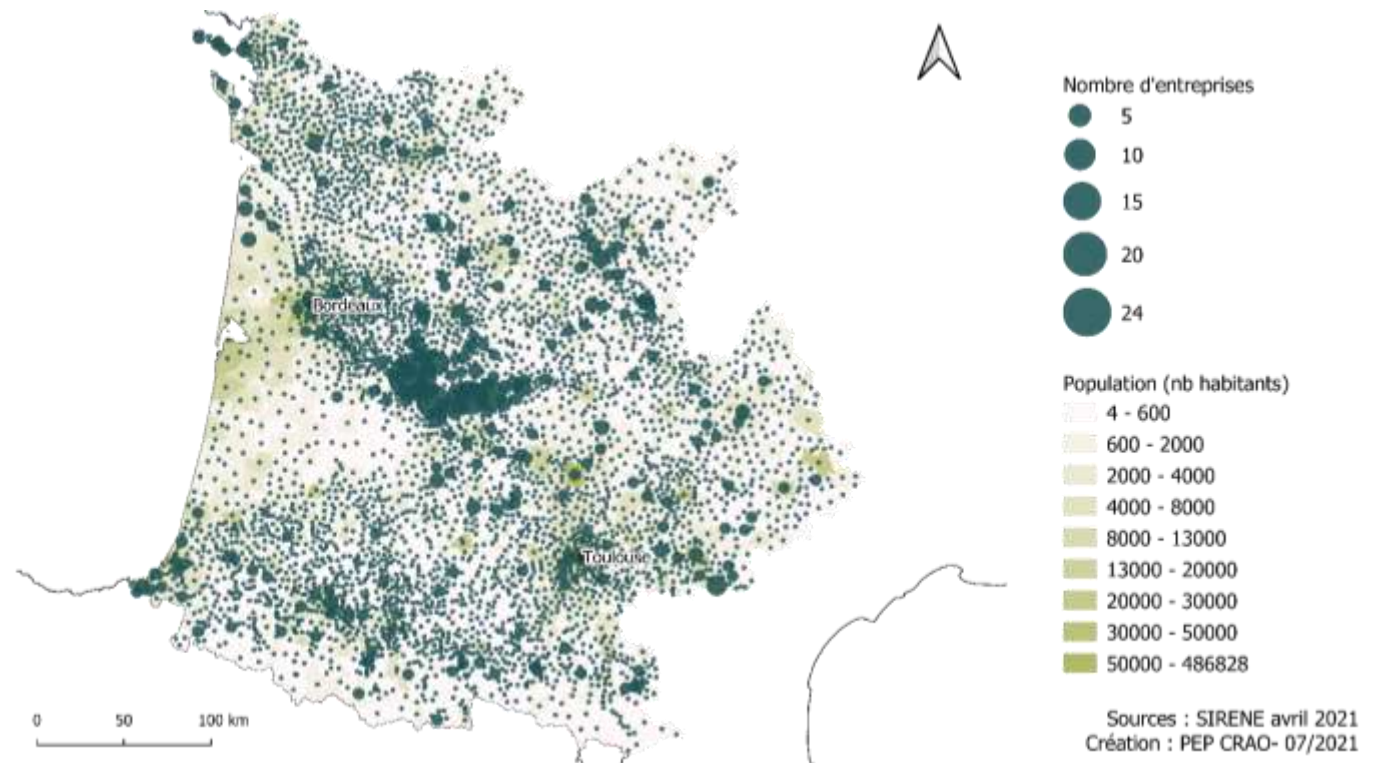 Nombre d'entreprises
5
10
15
20
24
Bordeaux
Population (nb habitants)
4 - 600
600 - 2000
2000 - 4000
4000 - 8000
8000 - 13000
13000 - 20000
20000 - 30000
30000 - 50000
50000 - 486828
Toulouse
0 50 100 km
Sources : SIRENE avril 2021
Création : PEP CRAO- 07/2021